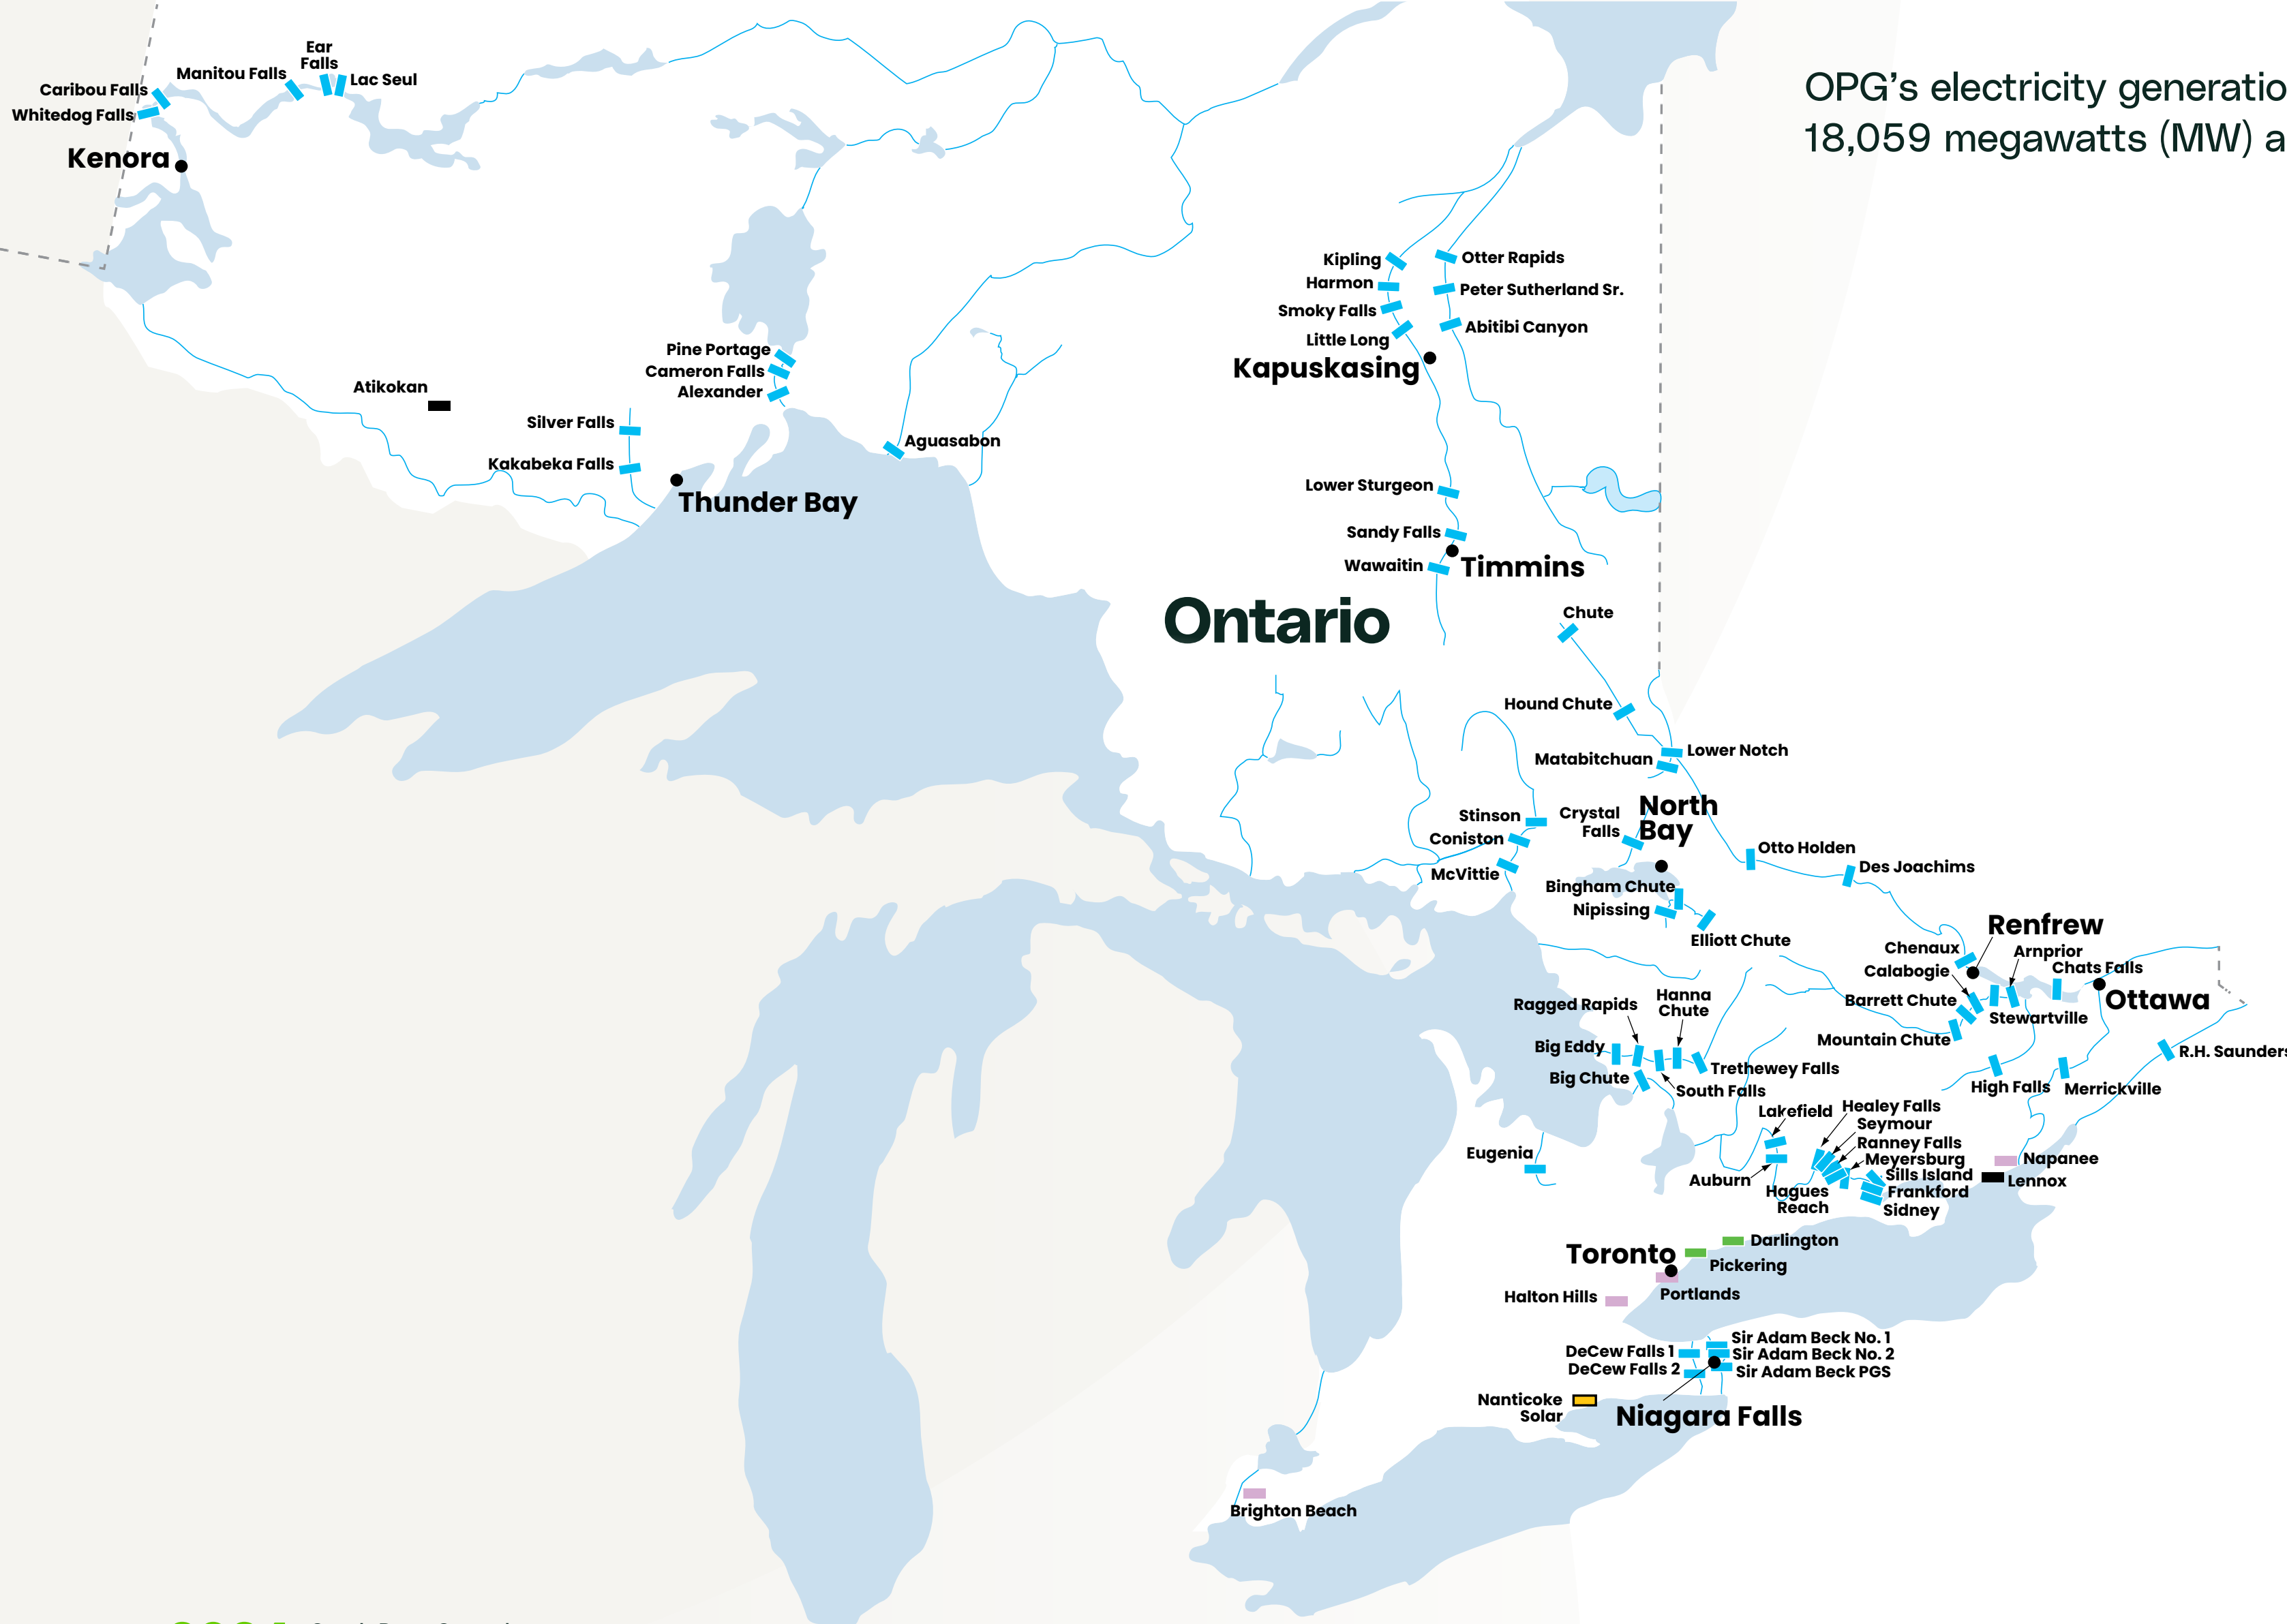 OPG’s electricity generatio
18,059 megawatts (MW) a
Ear
Falls
Manitou Falls
Lac Seul
Caribou Falls
Whitedog Falls
Kenora
Kipling
Otter Rapids
Harmon
Peter Sutherland Sr.
Smoky Falls
Abitibi Canyon
Little Long
Kapuskasing
Pine Portage
Cameron Falls
Alexander
Atikokan
Silver Falls
Kakabeka Falls
Aguasabon
Thunder Bay
Lower Sturgeon
Sandy Falls
Wawaitin
Timmins
Ontario
Chute
Hound Chute
Lower Notch
Matabitchuan
North
Bay
Stinson
Crystal
Falls
Coniston
McVittie
Otto Holden
Des Joachims
Bingham Chute
Nipissing
Elliott Chute
Renfrew
Chenaux
Arnprior
Calabogie
Chats Falls
Barrett Chute
Ottawa
Stewartville
Mountain Chute
R.H. Saunders
Ragged Rapids
Hanna
Chute
Big Eddy
Trethewey Falls
Big Chute
South Falls
High Falls
Merrickville
Lakefield
Healey Falls
Seymour
Ranney Falls
Meyersburg
Sills Island
Frankford
Sidney
Eugenia
Auburn
Hagues
Reach
Napanee
Lennox
Darlington
Toronto
Pickering
Portlands
Halton Hills
Sir Adam Beck No. 1
DeCew Falls 1
Sir Adam Beck No. 2
DeCew Falls 2
Sir Adam Beck PGS
Nanticoke
Solar
Niagara Falls
Brighton Beach